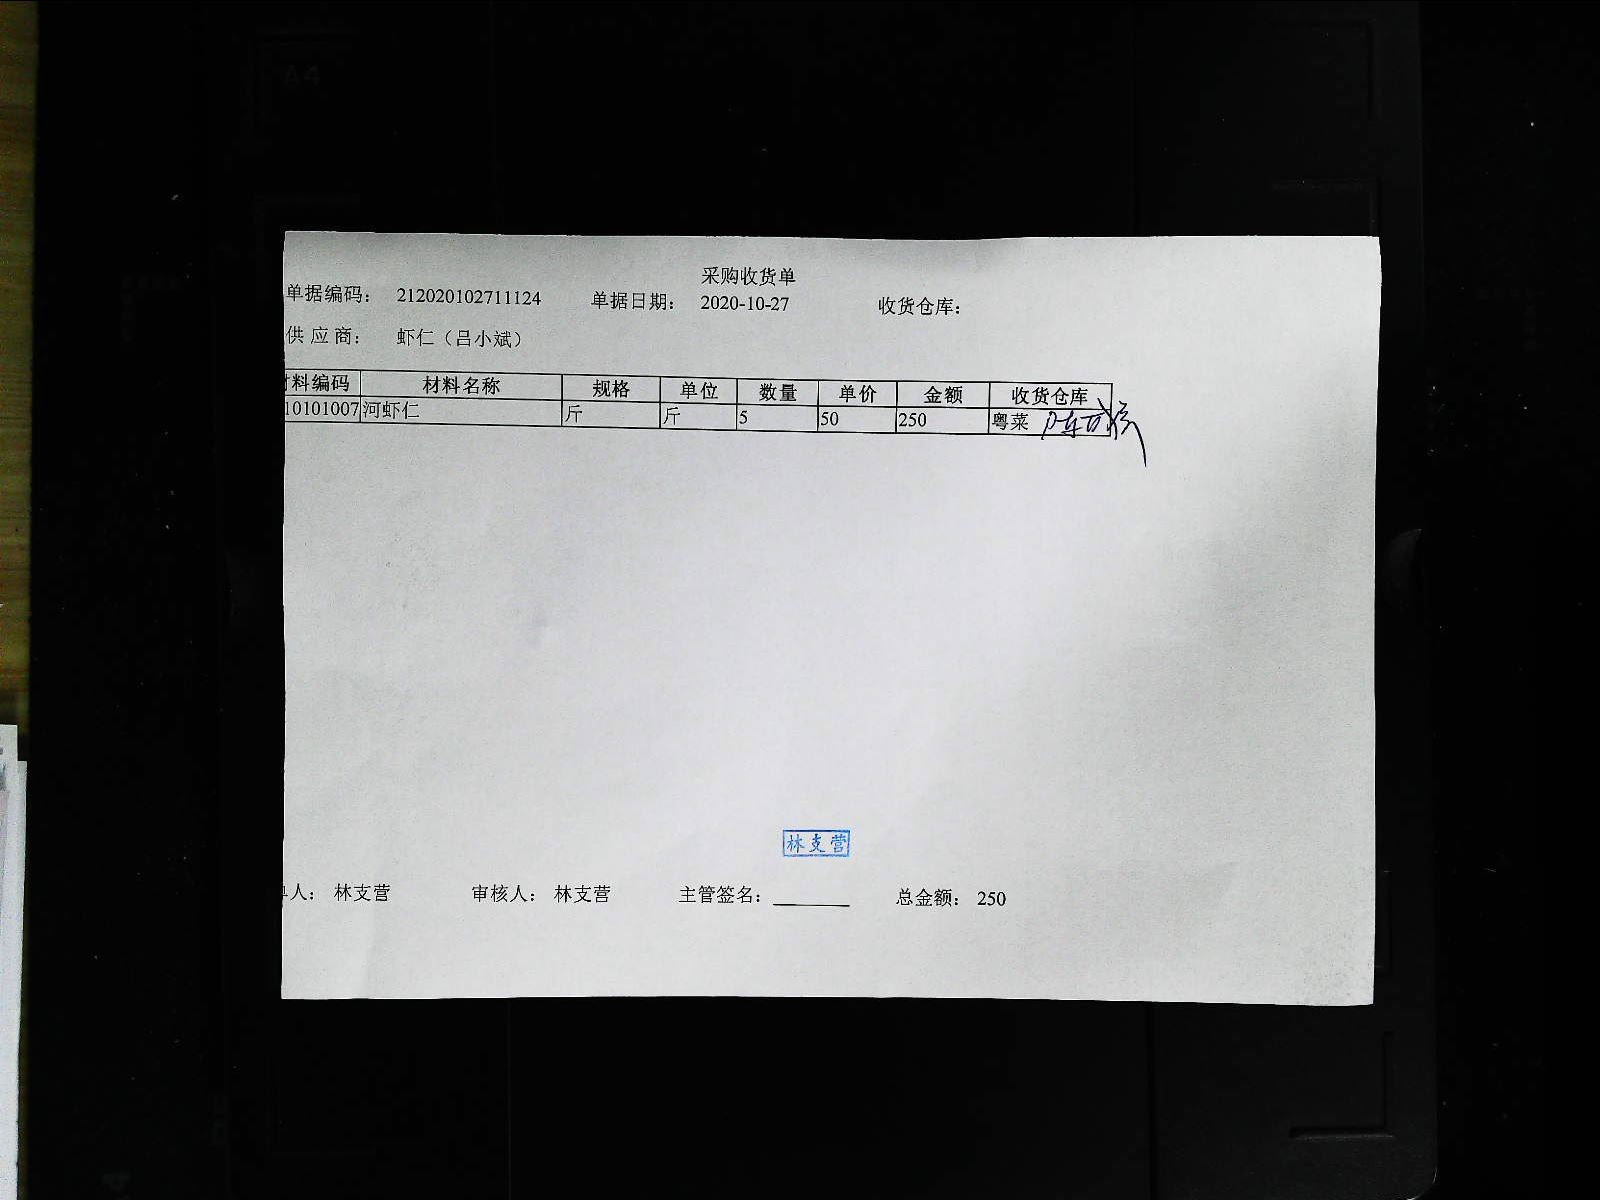 采购收货单
单据编码： 212020102711124 单据日期： 2020-10-27 收货仓库：
供 应 商： 虾仁（吕小斌）
材料编码 材料名称 规格 单位 数量 单价 金额 收货仓库
10101007 河虾仁 斤 斤 5 50 250 粤菜
林支营
人： 林支营 审核人： 林支营 主管签名： 总金额： 250